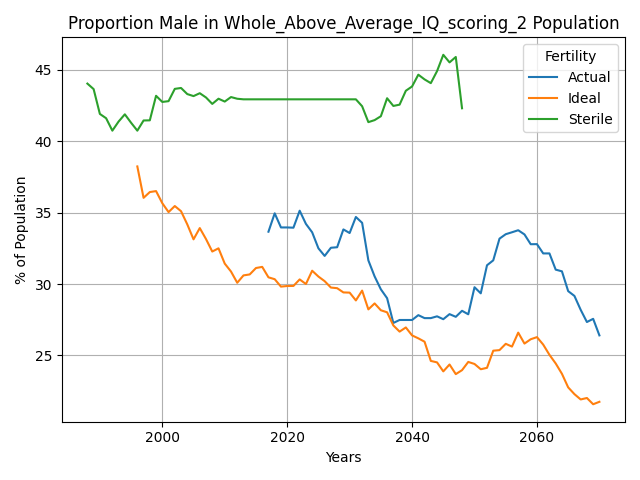 Proportion Male in Whole_Above_Average_IQ_scoring_2 Population
Fertility
Actual
Ideal
Sterile
% of Population
45
40
35
30
25
2000
2020
2040
2060
Years